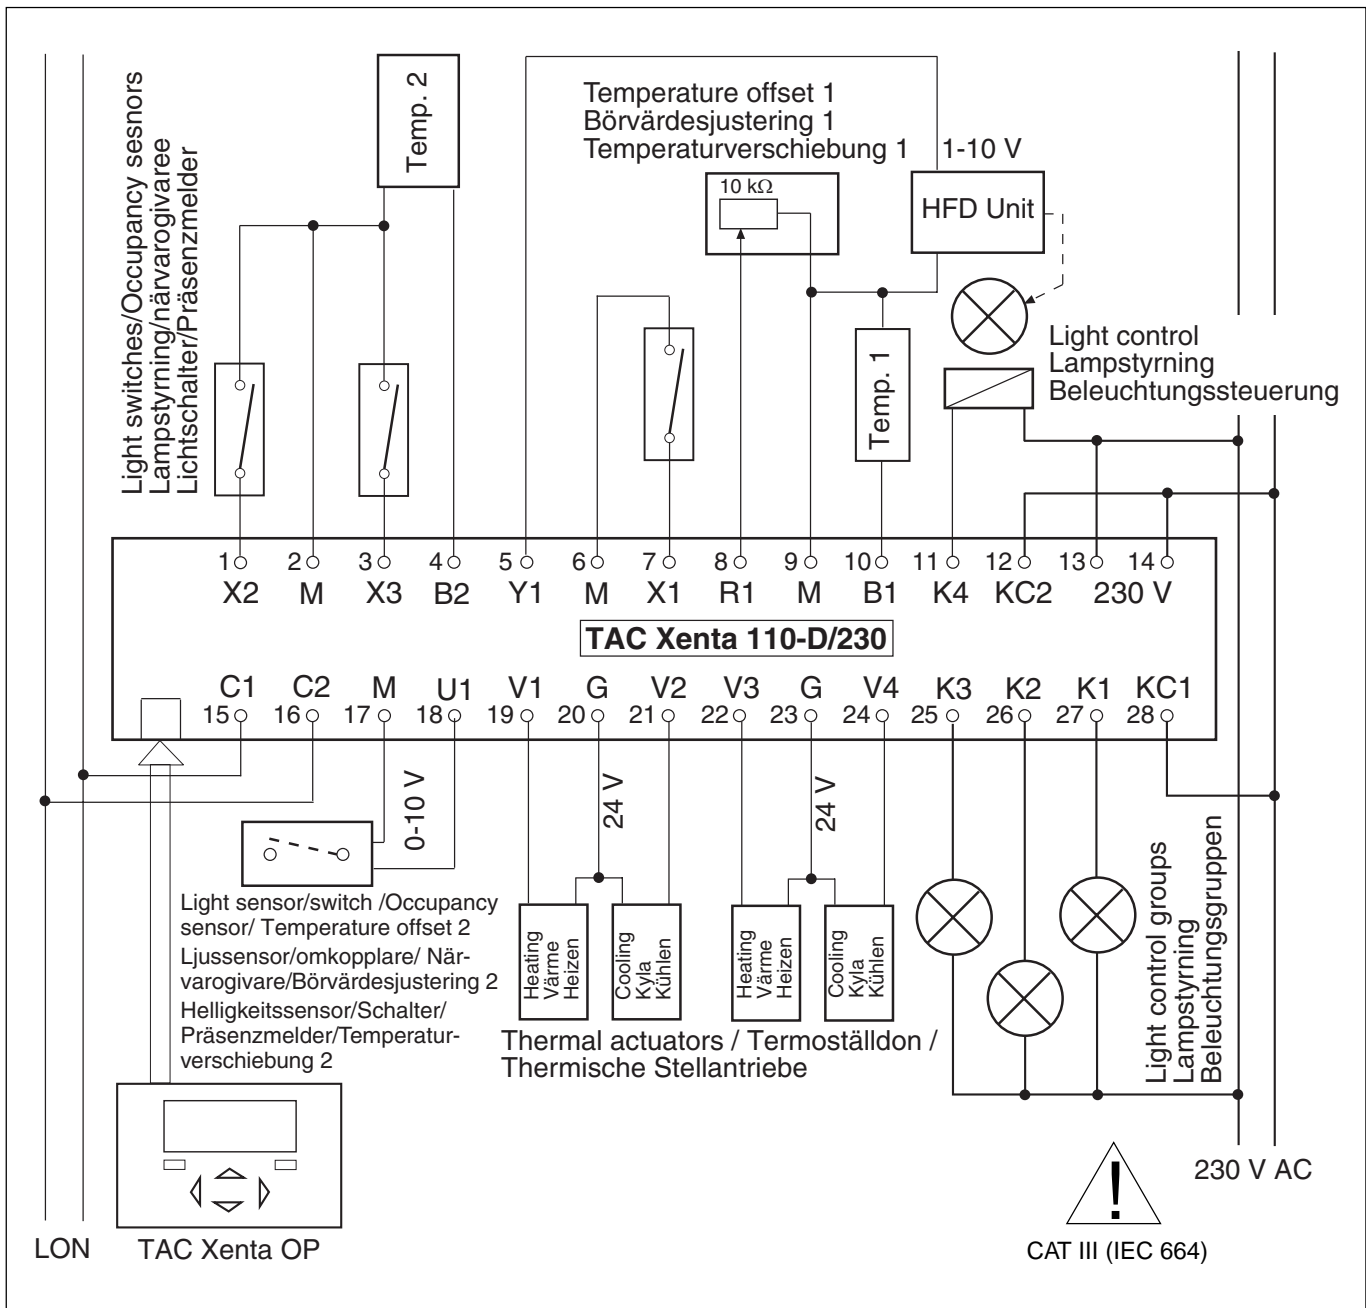 Light switches/Occupancy sesnors
Lampstyrning/närvarogivaree
Lichtschalter/Präsenzmelder
Temp. 2
Temperature offset 1
Börvärdesjustering 1
Temperaturverschiebung 1
1-10 V
10 kΩ
HFD Unit
Temp. 1
Light control
Lampstyrning
Beleuchtungssteuerung
1 2 3 4 5 6 7 8 9 10 11 12 13 14
X2 M X3 B2 Y1 M X1 R1 M B1 K4 KC2 230 V
TAC Xenta 110-D/230
C1 C2 M U1 V1 G V2 V3 G V4 K3 K2 K1 KC1
15 16 17 18 19 20 21 22 23 24 25 26 27 28
0-10 V
24 V
24 V
Light sensor/switch /Occupancy
sensor/ Temperature offset 2
Ljussensor/omkopplare/ När-
varogivare/Börvärdesjustering 2
Helligkeitssensor/Schalter/
Präsenzmelder/Temperatur-
verschiebung 2
Heating
Värme
Heizen
Cooling
Kyla
Kühlen
Heating
Värme
Heizen
Cooling
Kyla
Kühlen
Thermal actuators / Termoställdon /
Thermische Stellantriebe
Light control groups
Lampstyrning
Beleuchtungsgruppen
LON
TAC Xenta OP
!
CAT III (IEC 664)
230 V AC